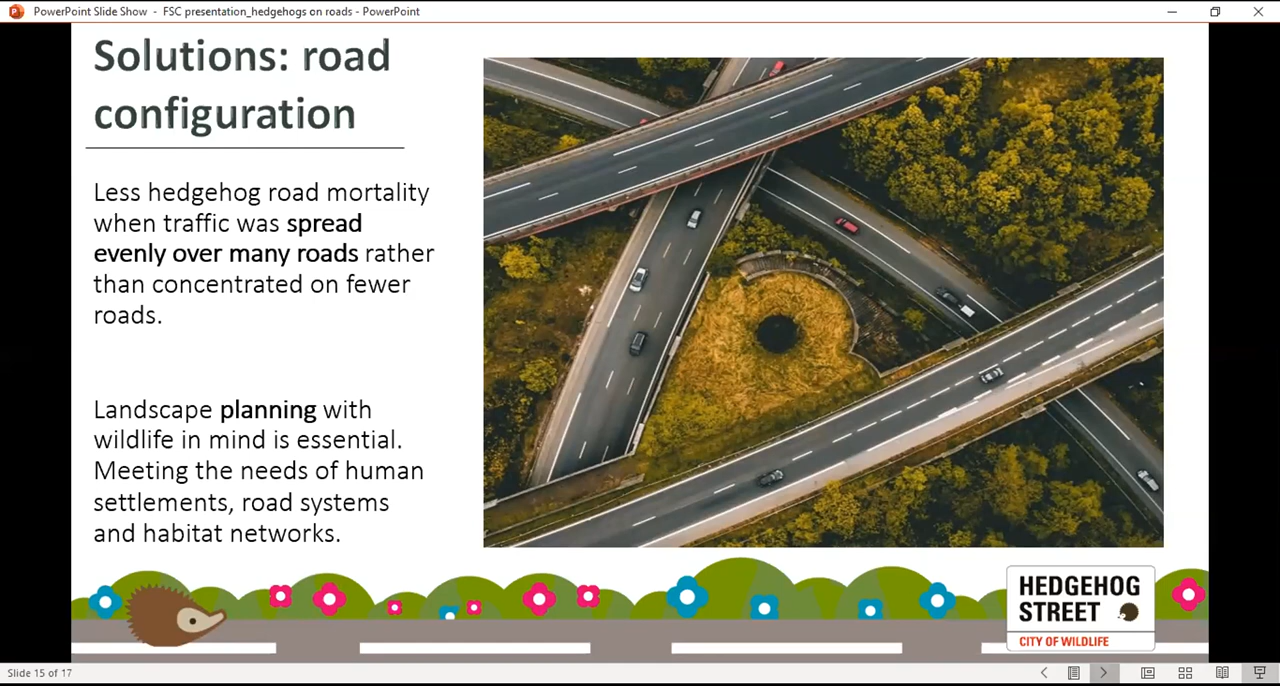 PowerPoint Slide Show - FSC presentation_hedgehogs on roads - PowerPoint
Solutions: road
configuration
Less hedgehog road mortality
when traffic was spread
evenly over many roads rather
than concentrated on fewer
roads.
Landscape planning with
wildlife in mind is essential.
Meeting the needs of human
settlements, road systems
and habitat networks.
HEDGEHOG
STREET
CITY OF WILDLIFE
Slide 15 of 17